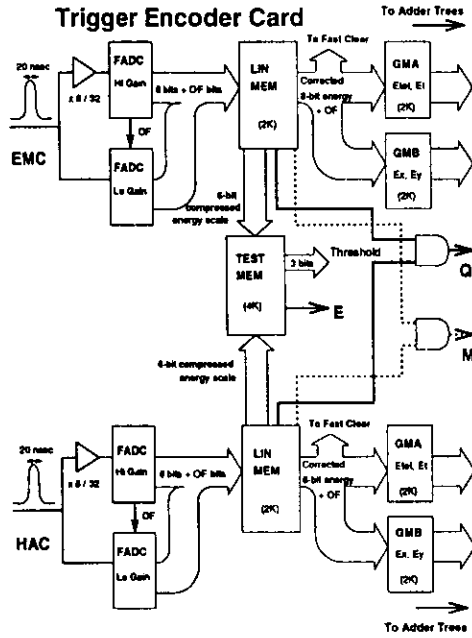 Trigger Encoder Card
To Adder Trees
20 nsec
FADC
Hi Gain
x 8 / 32
8 bits + OF bits
OF
EMC
FADC
Lo Gain
LIN
MEM
(2K)
To Fast Clear
Corrected
8-bit energy
+ OF
GMA
Etot, Et
(2K)
GMB
Ex, Ey
(2K)
6-bit
compressed
energy scale
TEST
MEM
(4K)
Threshold
3 bits
E
Q
M
6-bit compressed
energy scale
20 nsec
FADC
Hi Gain
x 8 / 32
8 bits + OF bits
OF
HAC
FADC
Lo Gain
LIN
MEM
(2K)
To Fast Clear
Corrected
8-bit energy
+ OF
GMA
Etot, Et
(2K)
GMB
Ex, Ey
(2K)
To Adder Trees